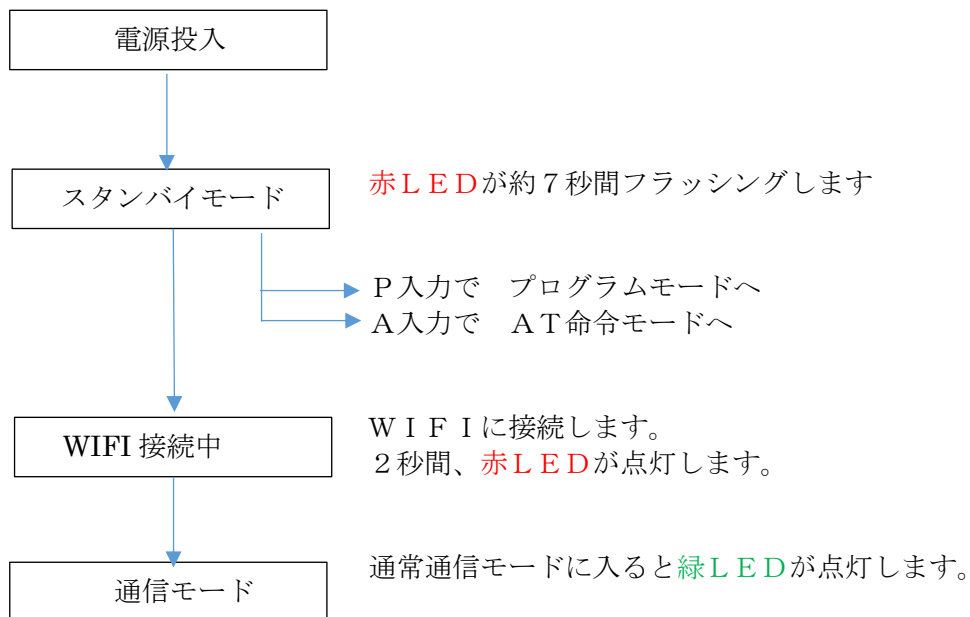 電源投入
スタンバイモード
赤ＬＥＤが約７秒間フラッシングします
Ｐ入力で　プログラムモードへ
Ａ入力で　ＡＴ命令モードへ
WIFI 接続中
ＷＩＦＩに接続します。
２秒間、赤ＬＥＤが点灯します。
通信モード
通常通信モードに入ると緑ＬＥＤが点灯します。